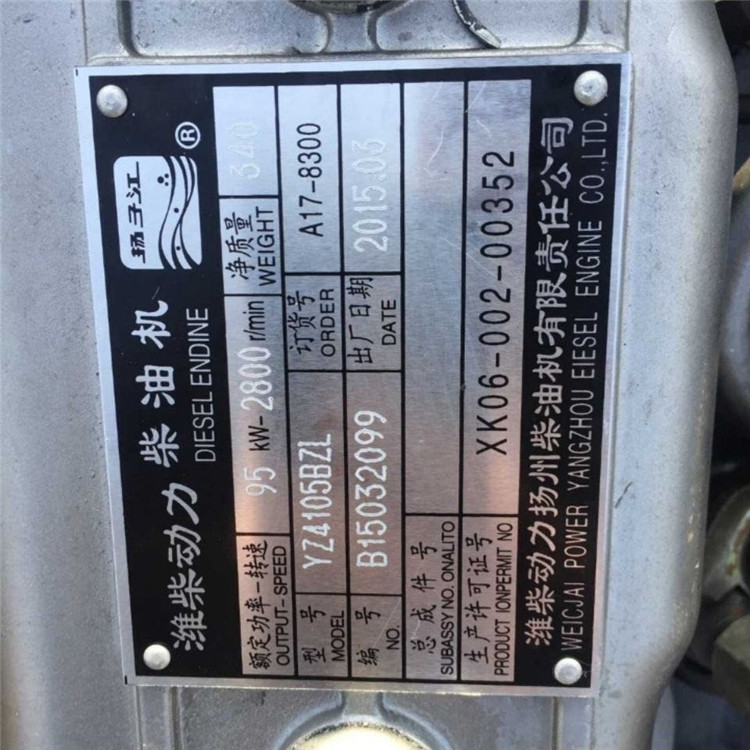 潍柴动力 柴油机 扬子江 ®
DIESEL ENDINE
额定功率-转速 95 kW-2800 r/min 净质量 340
OUTPUT-SPEED WEIGHT
型号 YZ4105BZL 订货号 A17-8300
MODEL ORDER
编号 B15032099 出厂日期 2015.03
NO. DATE
总成件号
SUBASSY NO. ONALITO
生产许可证号 XK06-002-00352
PRODUCT IONPERMIT NO
潍柴动力扬州柴油机有限责任公司
WEICJAI POWER YANGZHOU EIESEL ENGINE CO.,LTD.